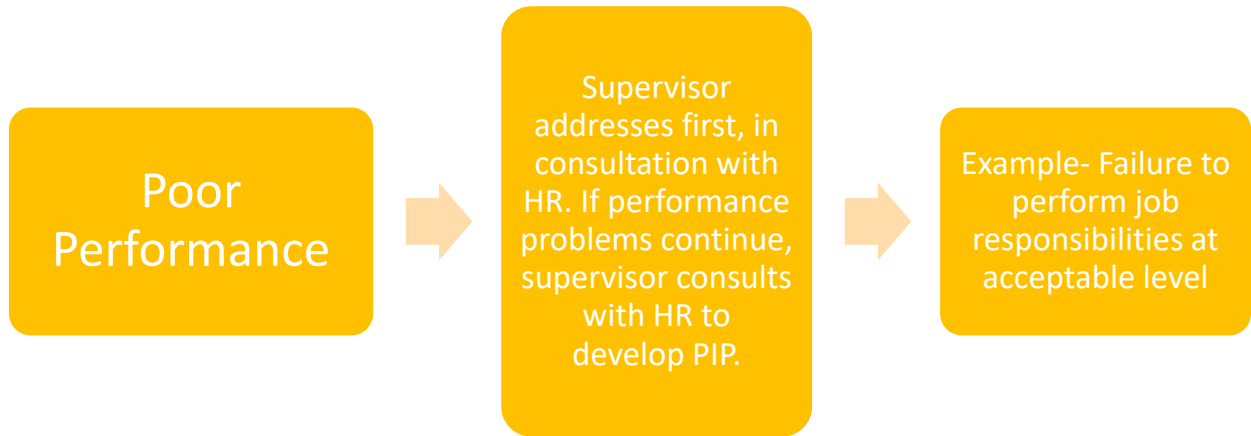 Poor
Performance
Supervisor
addresses first, in
consultation with
HR. If performance
problems continue,
supervisor consults
with HR to
develop PIP.
Example- Failure to
perform job
responsibilities at
acceptable level